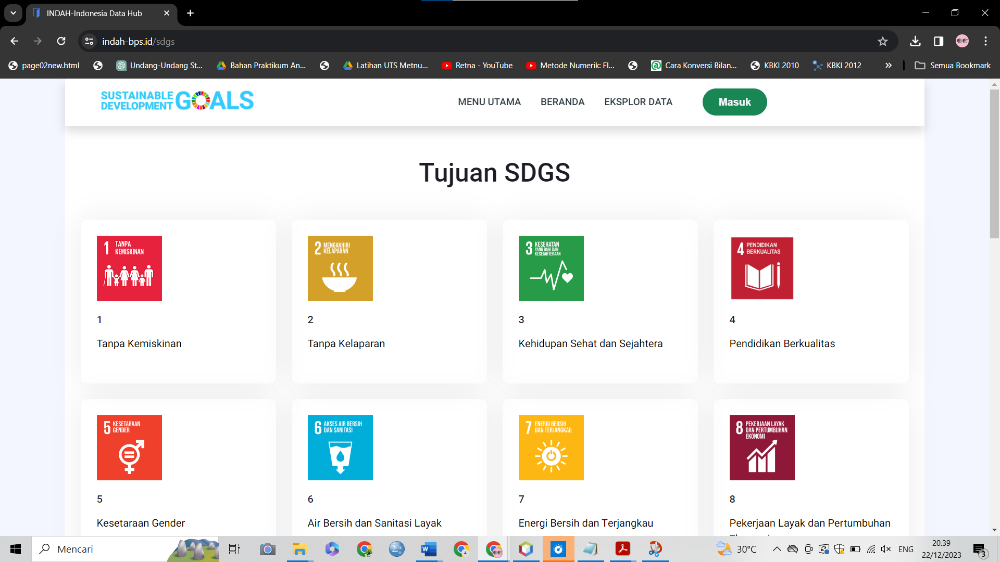 INDAH-Indonesia Data Hub
indah-bps.id/sdgs
page02new.html
Undang-Undang St...
Bahan Praktikum An...
Latihan UTS Metnu...
Retna - YouTube
Metode Numerik: Fl...
Cara Konversi Bilan...
KBKI 2010
KBKI 2012
Semua Bookmark
SUSTAINABLE
DEVELOPMENT GOALS
MENU UTAMA
BERANDA
EKSPLOR DATA
Masuk
Tujuan SDGS
1 TANPA
KEMISKINAN
1
Tanpa Kemiskinan
2 MENGAKHIRI
KELAPARAN
2
Tanpa Kelaparan
3 KESEHATAN
YANG BAIK DAN
KESEJAHTERAAN
3
Kehidupan Sehat dan Sejahtera
4 PENDIDIKAN
BERKUALITAS
4
Pendidikan Berkualitas
5 KESETARAAN
GENDER
5
Kesetaraan Gender
6 AKSES AIR BERSIH
DAN SANITASI
6
Air Bersih dan Sanitasi Layak
7 ENERGI BERSIH
DAN TERJANGKAU
7
Energi Bersih dan Terjangkau
8 PEKERJAAN LAYAK
DAN PERTUMBUHAN
EKONOMI
8
Pekerjaan Layak dan Pertumbuhan
Mencari
30°C
ENG
20.39
22/12/2023
3